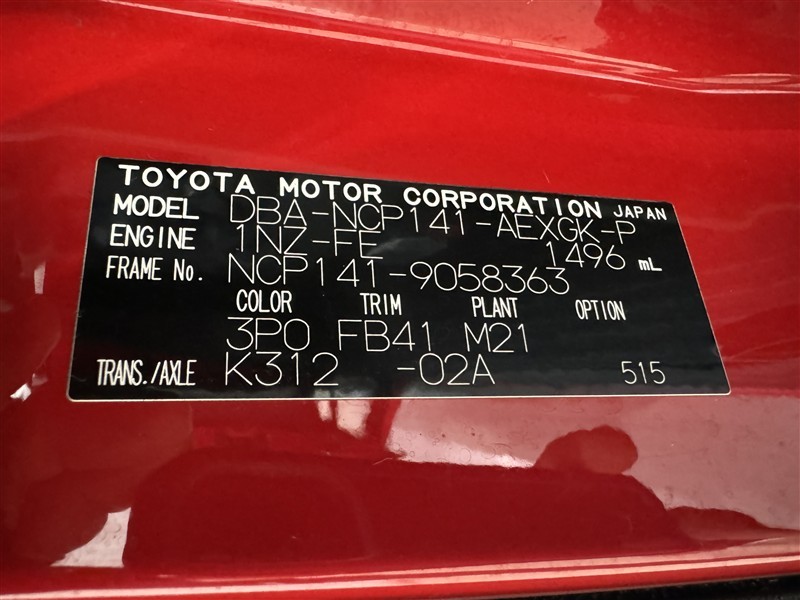 TOYOTA MOTOR CORPORATION JAPAN
MODEL DBA-NCP141-AEXGK-P
ENGINE 1NZ-FE 1496 mL
FRAME No. NCP141-9058363
COLOR TRIM PLANT OPTION
3P0 FB41 M21
TRANS./AXLE K312 -02A 515